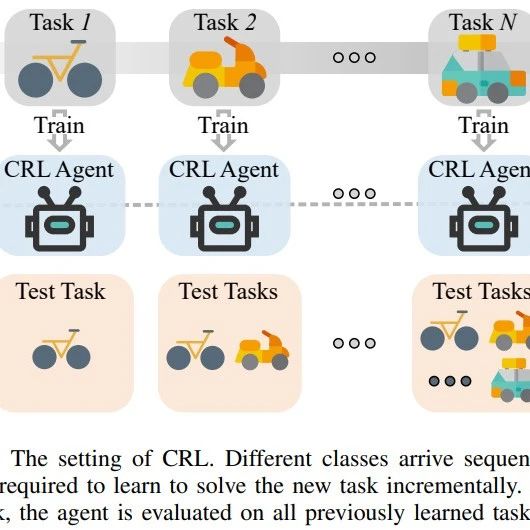 Task 1
Task 2
Task N
Train
Train
Train
CRL Agent
CRL Agent
CRL Agen
Test Task
Test Tasks
Test Tasks
The setting of CRL. Different classes arrive sequen
required to learn to solve the new task incrementally.
k, the agent is evaluated on all previously learned task